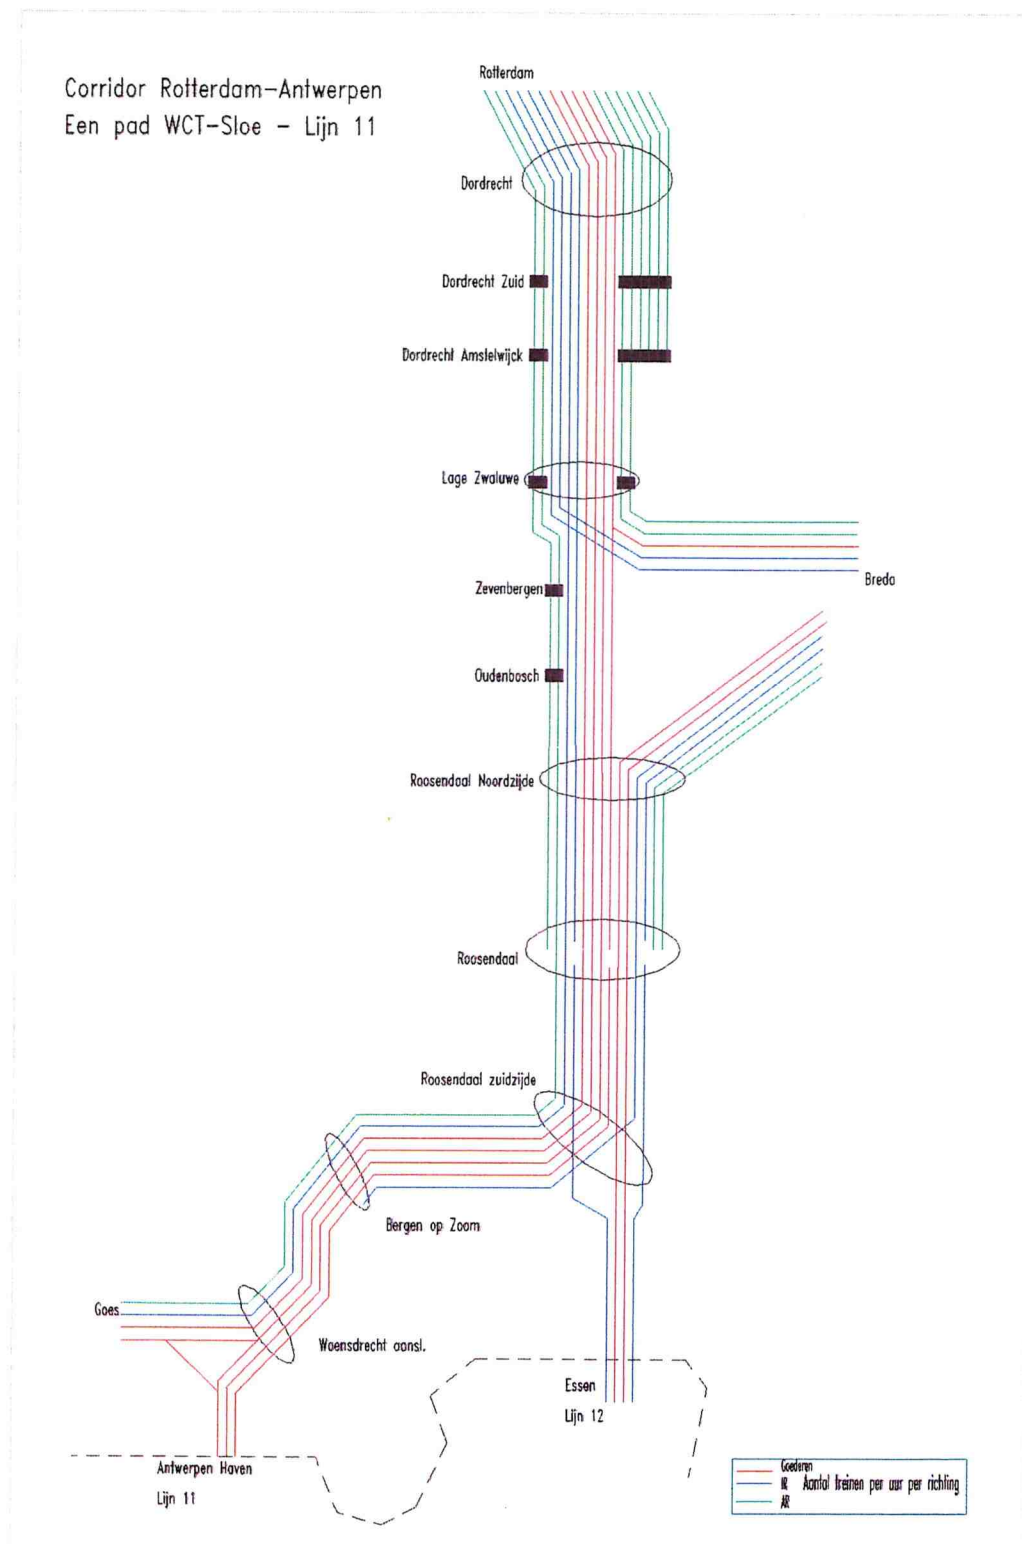 Corridor Rotterdam-Antwerpen
Een pad WCT-Sloe - Lijn 11
Rotterdam
Dordrecht
Dordrecht Zuid
Dordrecht Amstelwijck
Lage Zwaluwe
Zevenbergen
Breda
Oudenbosch
Roosendaal Noordzijde
Roosendaal
Roosendaal zuidzijde
Bergen op Zoom
Goes
Woensdrecht aansl.
Essen
Lijn 12
Antwerpen Haven
Lijn 11
Goederen
IR Aantal treinen per uur per richting
AR